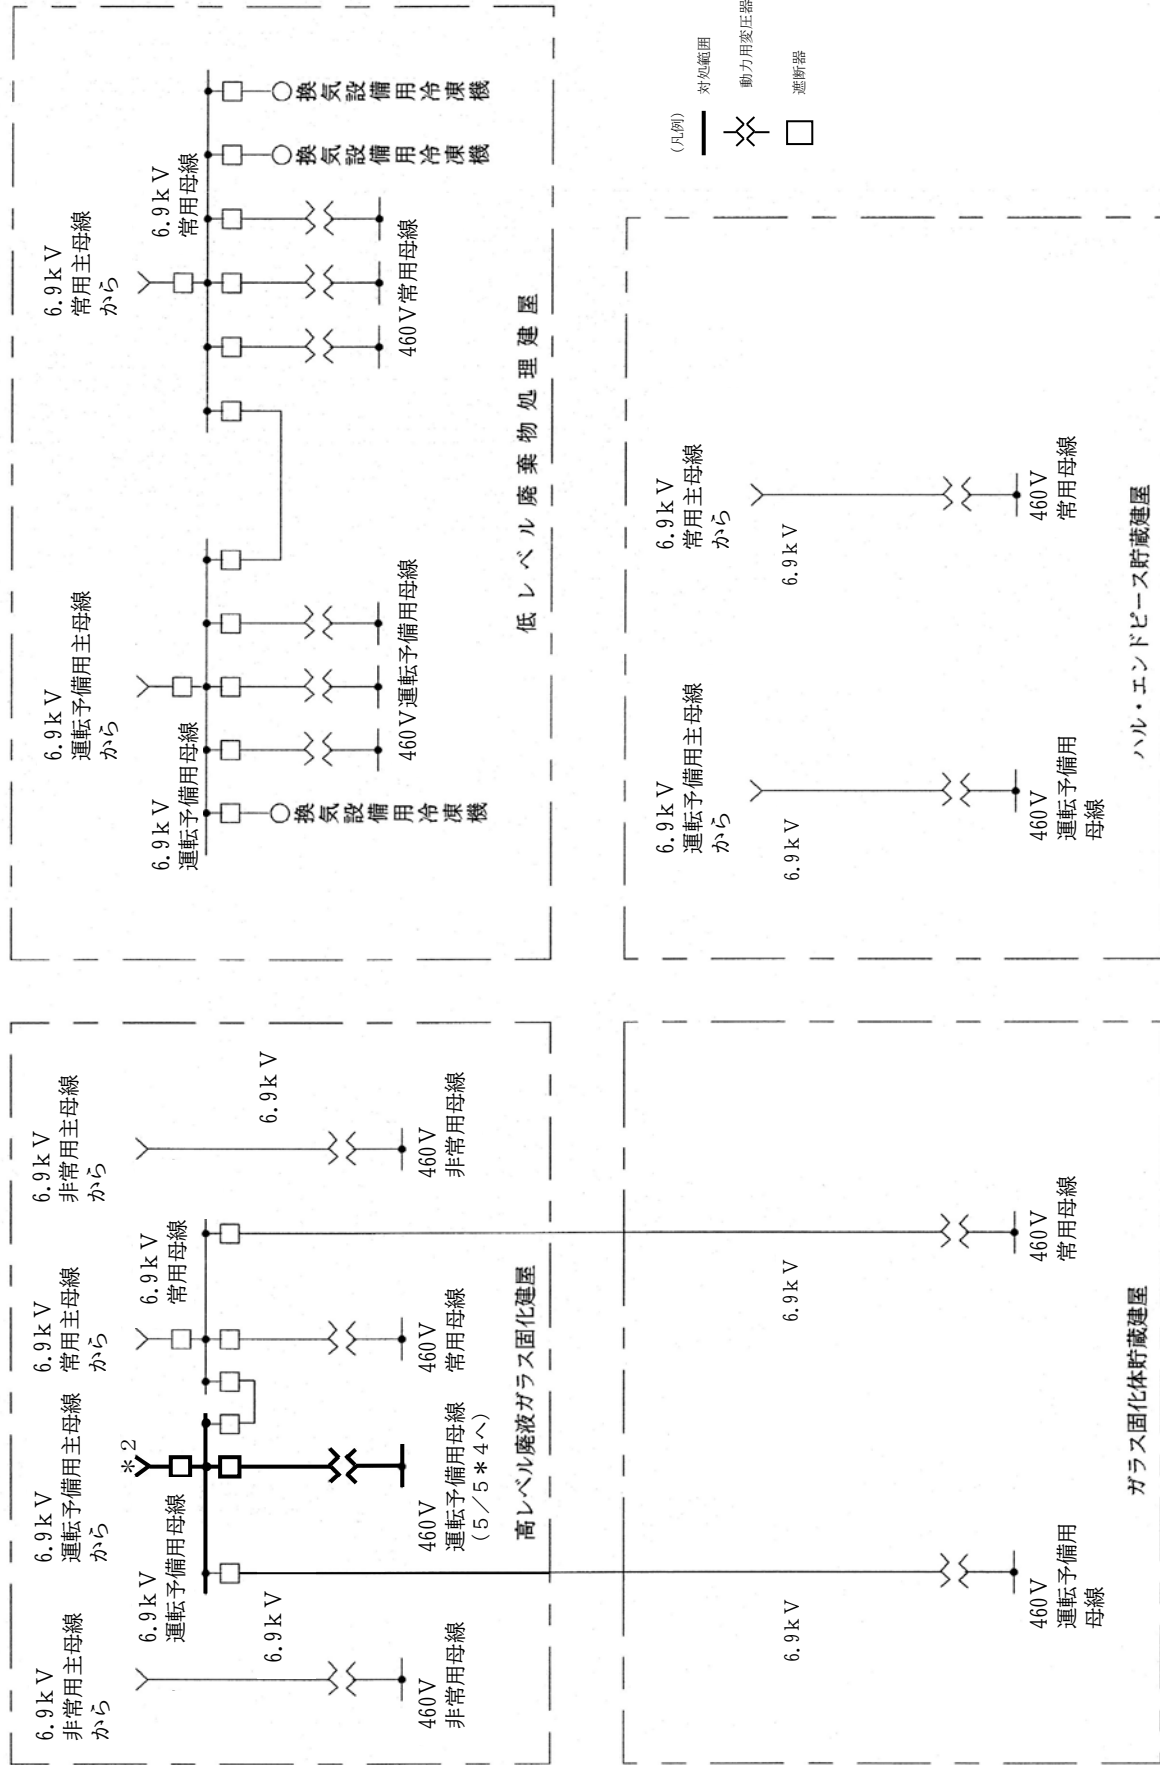 6.9kV
非常用主母線
から
6.9kV
運転予備用主母線
から
*2
6.9kV
常用主母線
から
6.9kV
非常用主母線
から
6.9kV
運転予備用母線
6.9kV
常用母線
6.9kV
6.9kV
460V
非常用母線
460V
運転予備用母線
(5/5*4へ)
460V
常用母線
460V
非常用母線
高レベル廃液ガラス固化建屋
6.9kV
運転予備用主母線
から
6.9kV
常用主母線
から
6.9kV
運転予備用母線
6.9kV
常用母線
換気設備用冷凍機
換気設備用冷凍機
換気設備用冷凍機
460V運転予備用母線
460V常用母線
低レベル廃棄物処理建屋
6.9kV
6.9kV
460V
運転予備用
母線
460V
常用母線
ガラス固化体貯蔵建屋
6.9kV
運転予備用主母線
から
6.9kV
常用主母線
から
6.9kV
6.9kV
460V
運転予備用
母線
460V
常用母線
ハル・エンドピース貯蔵建屋
(凡例)
対処範囲
動力用変圧器
遮断器